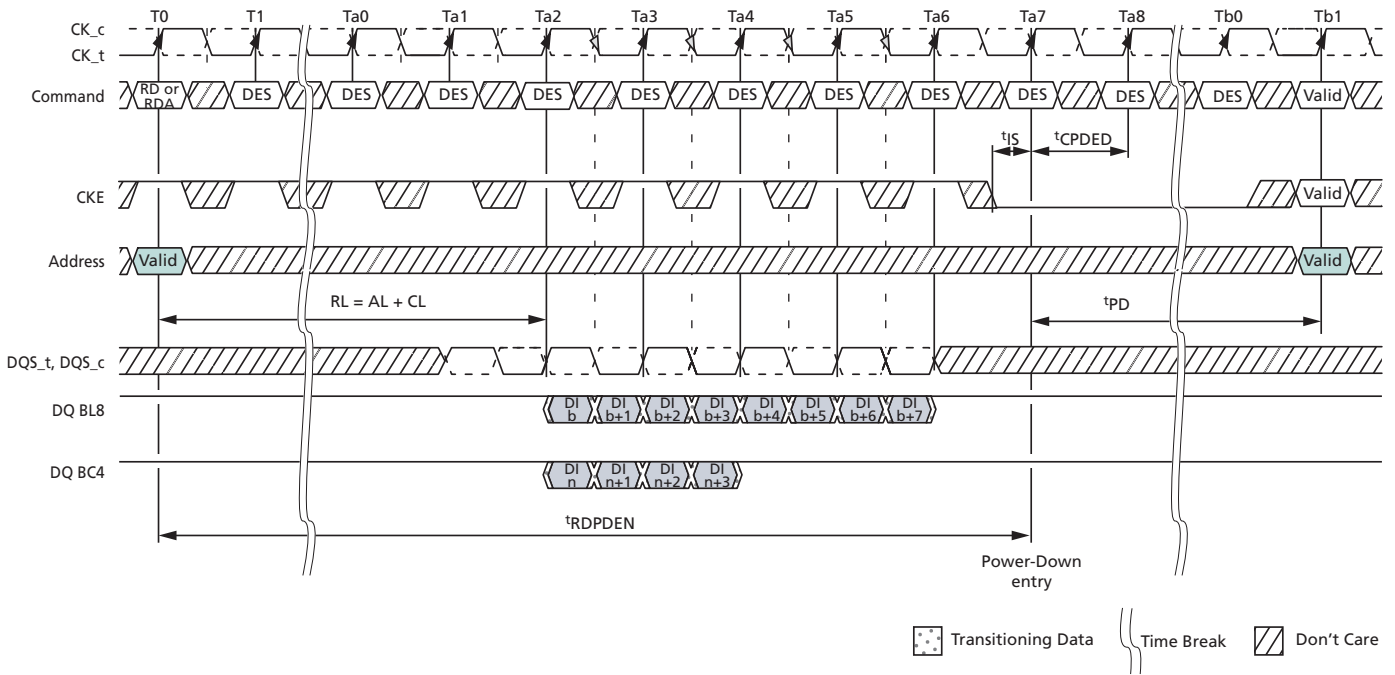 T0 T1 Ta0 Ta1 Ta2 Ta3 Ta4 Ta5 Ta6 Ta7 Ta8 Tb0 Tb1
CK_c
CK_t
Command RD or RDA DES DES DES DES DES DES DES DES DES DES DES Valid
tIS tCPDED
CKE Valid
Address Valid Valid
RL = AL + CL tPD
DQS_t, DQS_c
DQ BL8 DI b DI b+1 DI b+2 DI b+3 DI b+4 DI b+5 DI b+6 DI b+7
DQ BC4 DI n DI n+1 DI n+2 DI n+3
tRDPDEN
Power-Down
entry
Transitioning Data Time Break Don't Care